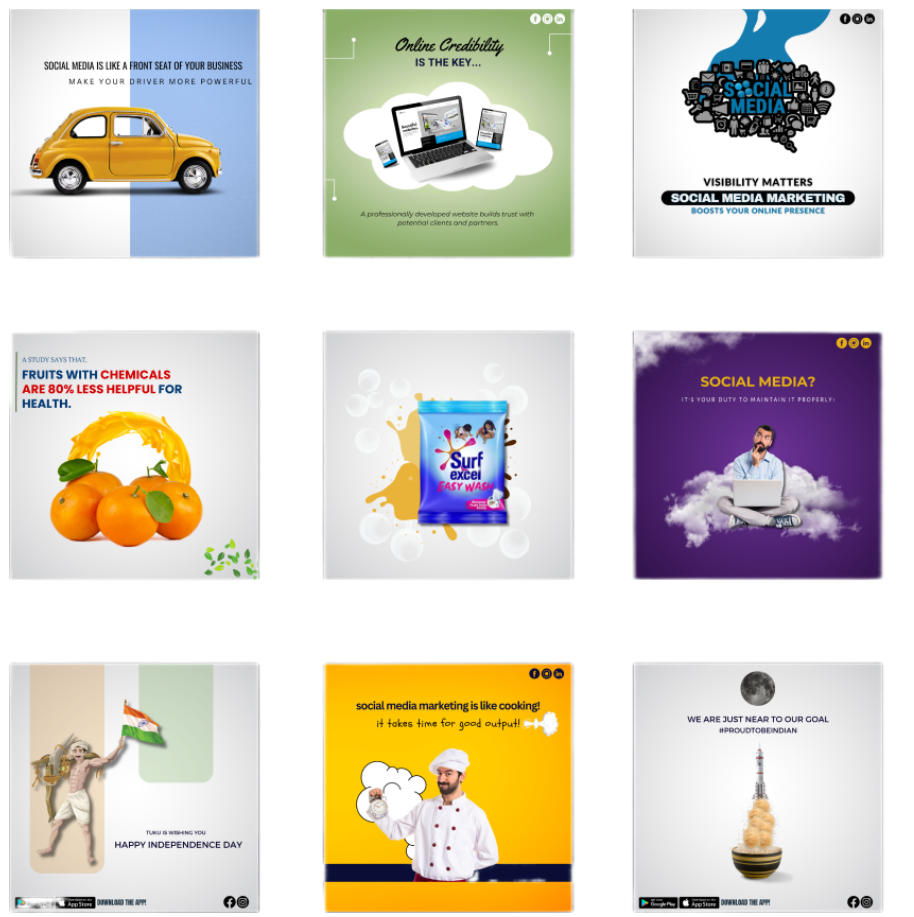 SOCIAL MEDIA IS LIKE A FRONT SEAT OF YOUR BUSINESS
MAKE YOUR DRIVER MORE POWERFUL
Online Credibility
IS THE KEY...
A professionally developed website builds trust with
potential clients and partners.
SOCIAL
MEDIA
VISIBILITY MATTERS
SOCIAL MEDIA MARKETING
BOOSTS YOUR ONLINE PRESENCE
A STUDY SAYS THAT,
FRUITS WITH CHEMICALS
ARE 80% LESS HELPFUL FOR
HEALTH.
Surf
excel
EASY WASH
SOCIAL MEDIA?
IT'S YOUR DUTY TO MAINTAIN IT PROPERLY!
TUKU IS WISHING YOU
HAPPY INDEPENDENCE DAY
App Store DOWNLOAD THE APP!
social media marketing is like cooking!
it takes time for good output!
WE ARE JUST NEAR TO OUR GOAL
#PROUDTOBEINDIAN
Google Play App Store DOWNLOAD THE APP!